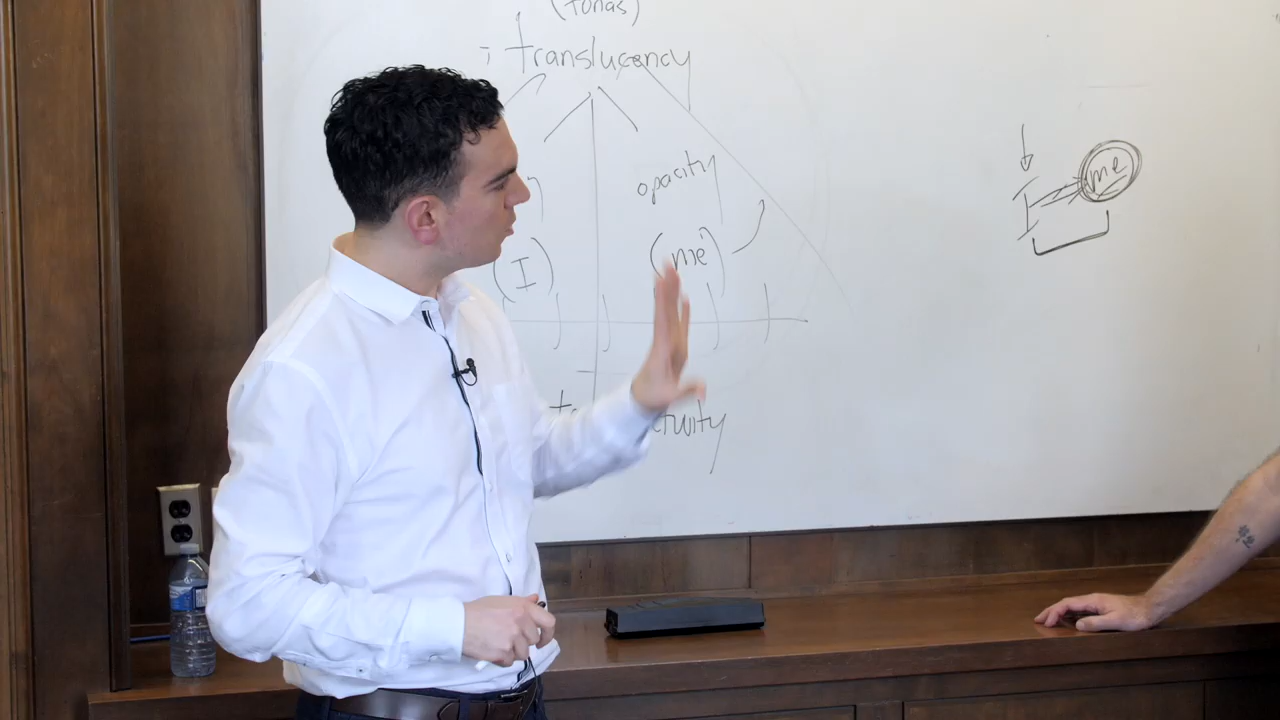 (tonas)
translucency
opacity
(I)
(me)
I
me